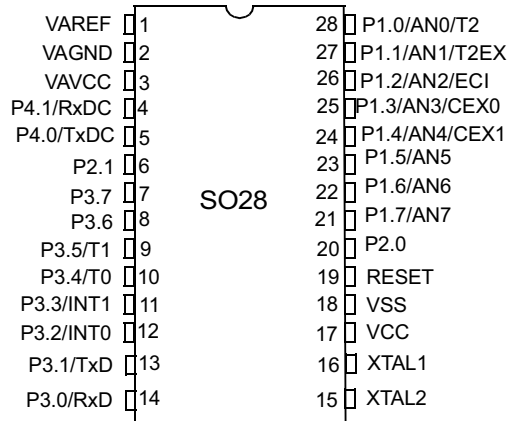 VAREF 1 28 P1.0/AN0/T2
VAGND 2 27 P1.1/AN1/T2EX
VAVCC 3 26 P1.2/AN2/ECI
P4.1/RxDC 4 25 P1.3/AN3/CEX0
P4.0/TxDC 5 24 P1.4/AN4/CEX1
P2.1 6 23 P1.5/AN5
P3.7 7 22 P1.6/AN6
SO28
P3.6 8 21 P1.7/AN7
P3.5/T1 9 20 P2.0
P3.4/T0 10 19 RESET
P3.3/INT1 11 18 VSS
P3.2/INT0 12 17 VCC
P3.1/TxD 13 16 XTAL1
P3.0/RxD 14 15 XTAL2